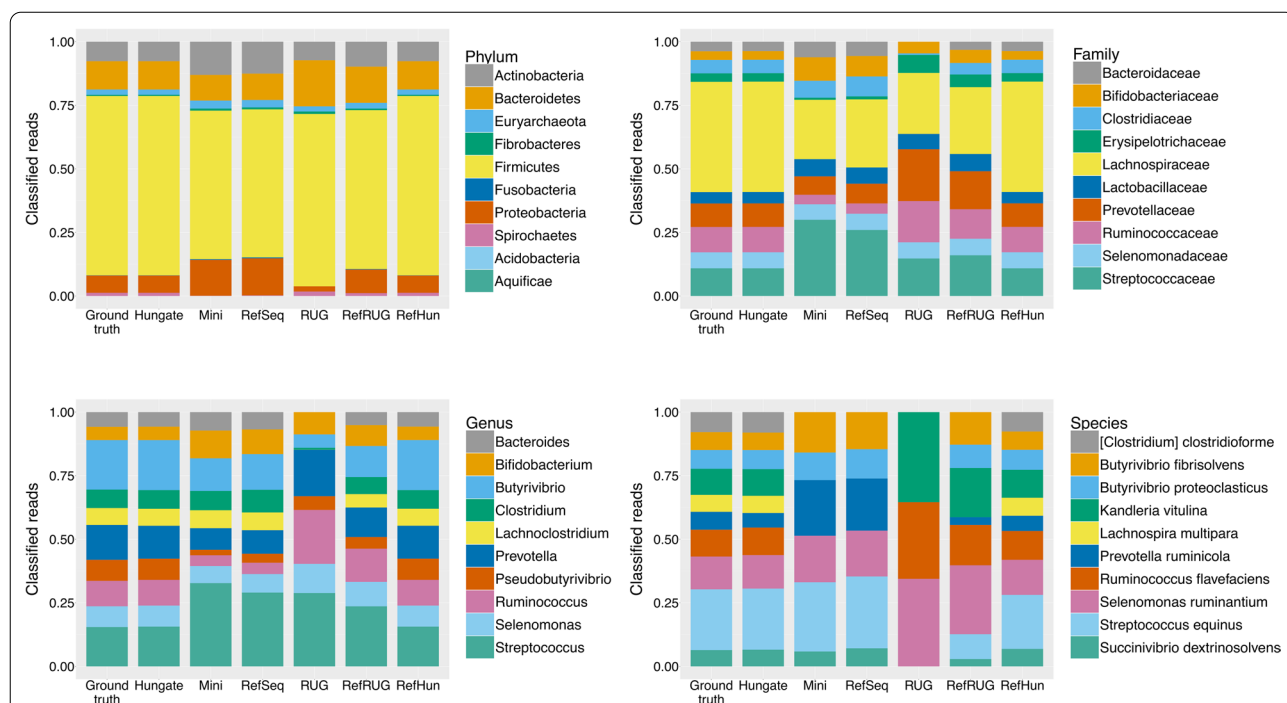 Classified reads
1.00
0.75
0.50
0.25
0.00
Ground truth
Hungate
Mini
RefSeq
RUG
RefRUG
RefHun
Phylum
Actinobacteria
Bacteroidetes
Euryarchaeota
Fibrobacteres
Firmicutes
Fusobacteria
Proteobacteria
Spirochaetes
Acidobacteria
Aquificae
Classified reads
1.00
0.75
0.50
0.25
0.00
Ground truth
Hungate
Mini
RefSeq
RUG
RefRUG
RefHun
Family
Bacteroidaceae
Bifidobacteriaceae
Clostridiaceae
Erysipelotrichaceae
Lachnospiraceae
Lactobacillaceae
Prevotellaceae
Ruminococcaceae
Selenomonadaceae
Streptococcaceae
Classified reads
1.00
0.75
0.50
0.25
0.00
Ground truth
Hungate
Mini
RefSeq
RUG
RefRUG
RefHun
Genus
Bacteroides
Bifidobacterium
Butyrivibrio
Clostridium
Lachnoclostridium
Prevotella
Pseudobutyrivibrio
Ruminococcus
Selenomonas
Streptococcus
Classified reads
1.00
0.75
0.50
0.25
0.00
Ground truth
Hungate
Mini
RefSeq
RUG
RefRUG
RefHun
Species
[Clostridium] clostridioforme
Butyrivibrio fibrisolvens
Butyrivibrio proteoclasticus
Kandleria vitulina
Lachnospira multipara
Prevotella ruminicola
Ruminococcus flavefaciens
Selenomonas ruminantium
Streptococcus equinus
Succinivibrio dextrinosolvens